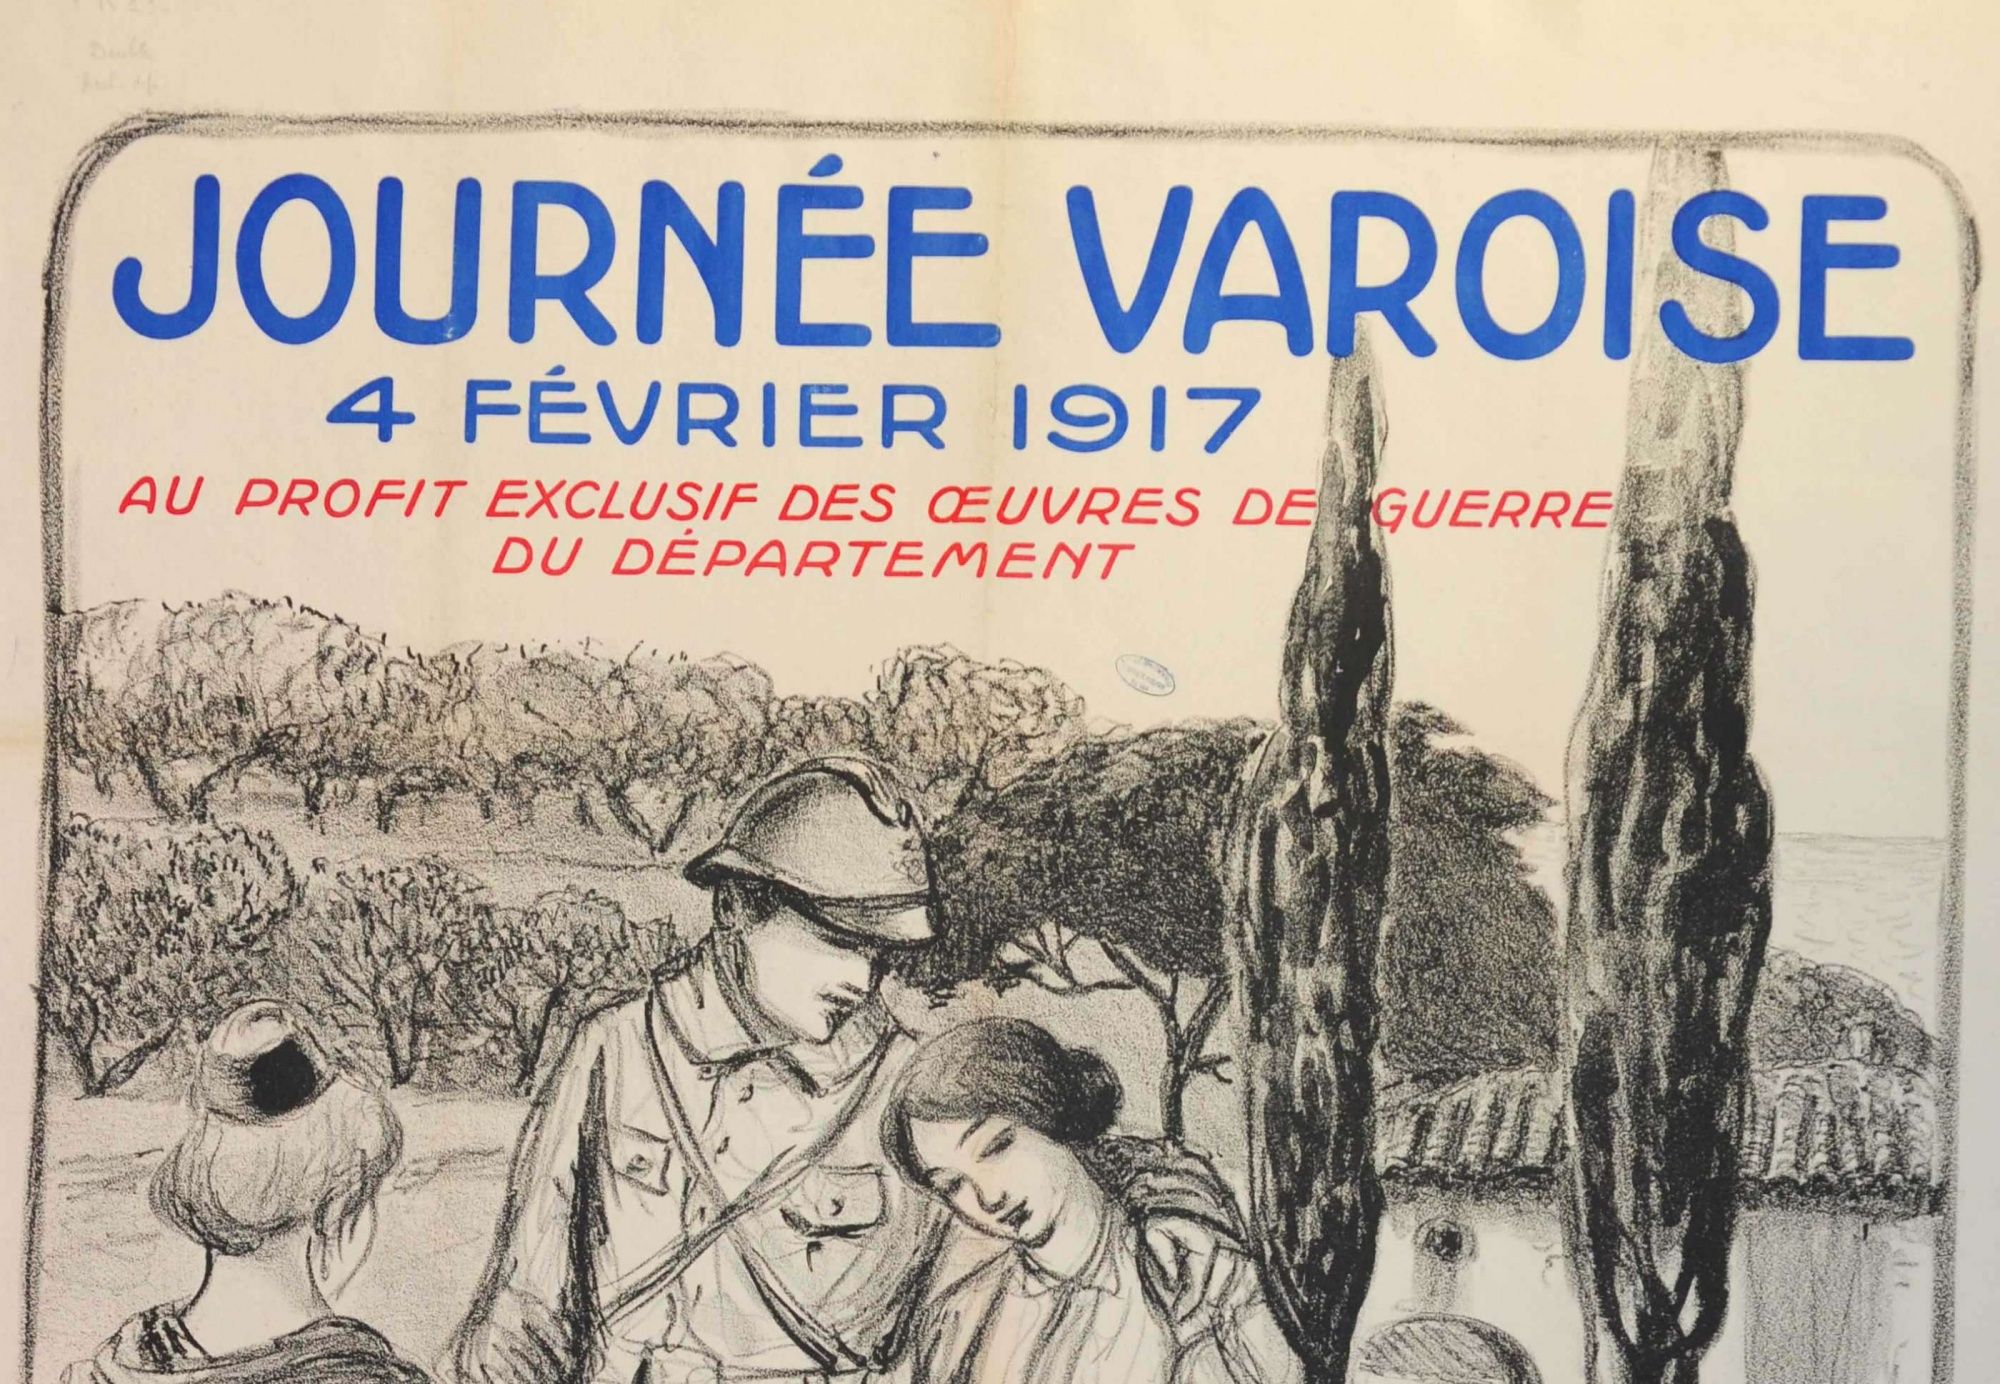 JOURNÉE VAROISE
4 FÉVRIER 1917
AU PROFIT EXCLUSIF DES ŒUVRES DE GUERRE
DU DÉPARTEMENT